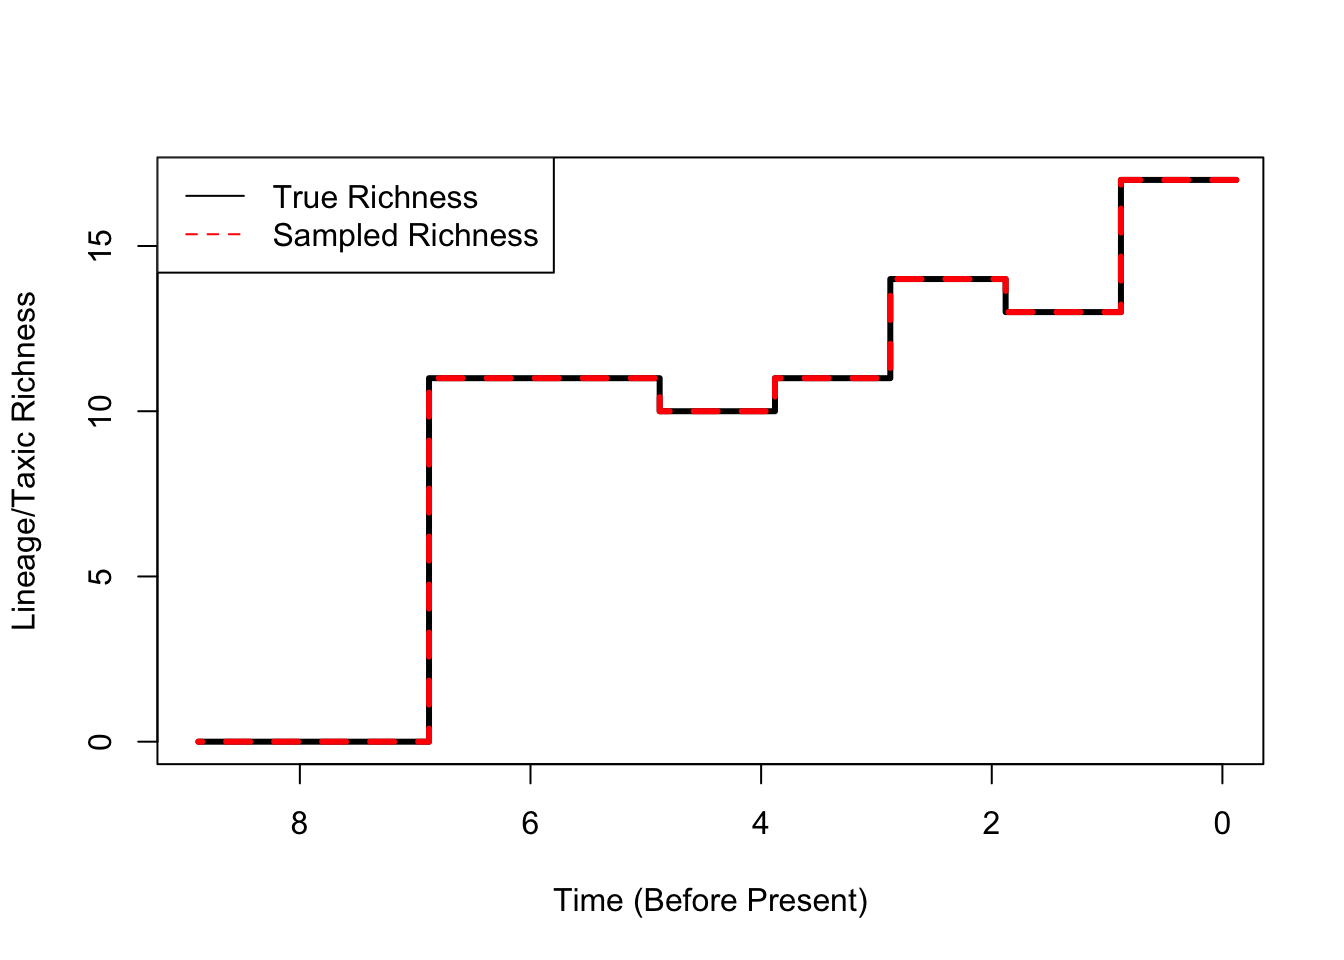 True Richness
Sampled Richness
Lineage/Taxic Richness
15
10
5
0
8 6 4 2 0
Time (Before Present)